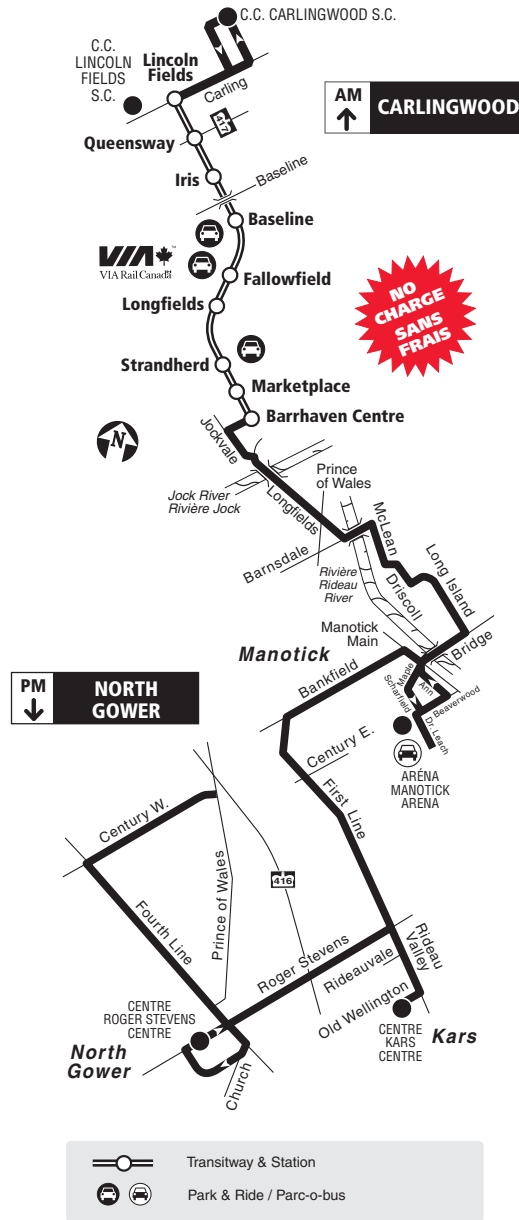 C.C. CARLINGWOOD S.C.
C.C.
LINCOLN
FIELDS
S.C.
Lincoln
Fields
Carling
AM
CARLINGWOOD
417
Queensway
Iris
Baseline
Baseline
VIA
VIA Rail Canada
Fallowfield
Longfields
NO
CHARGE
SANS
FRAIS
Strandherd
Marketplace
Barrhaven Centre
N
Jockvale
Jock River
Rivière Jock
Longfields
Prince
of Wales
McLean
Barnsdale
Rivière
Rideau
River
Driscoll
Long Island
Manotick
Main
Bridge
Manotick
Bankfield
Maple
Ann
Scharfield
Beaverwood
Dr. Leach
PM
NORTH
GOWER
Century E.
ARÉNA
MANOTICK
ARENA
First Line
Century W.
Prince of Wales
416
Fourth Line
Roger Stevens
Rideau
Valley
Rideauvale
Old Wellington
CENTRE
ROGER STEVENS
CENTRE
CENTRE
KARS
CENTRE
Kars
North
Gower
Church
Transitway & Station
Park & Ride / Parc-o-bus